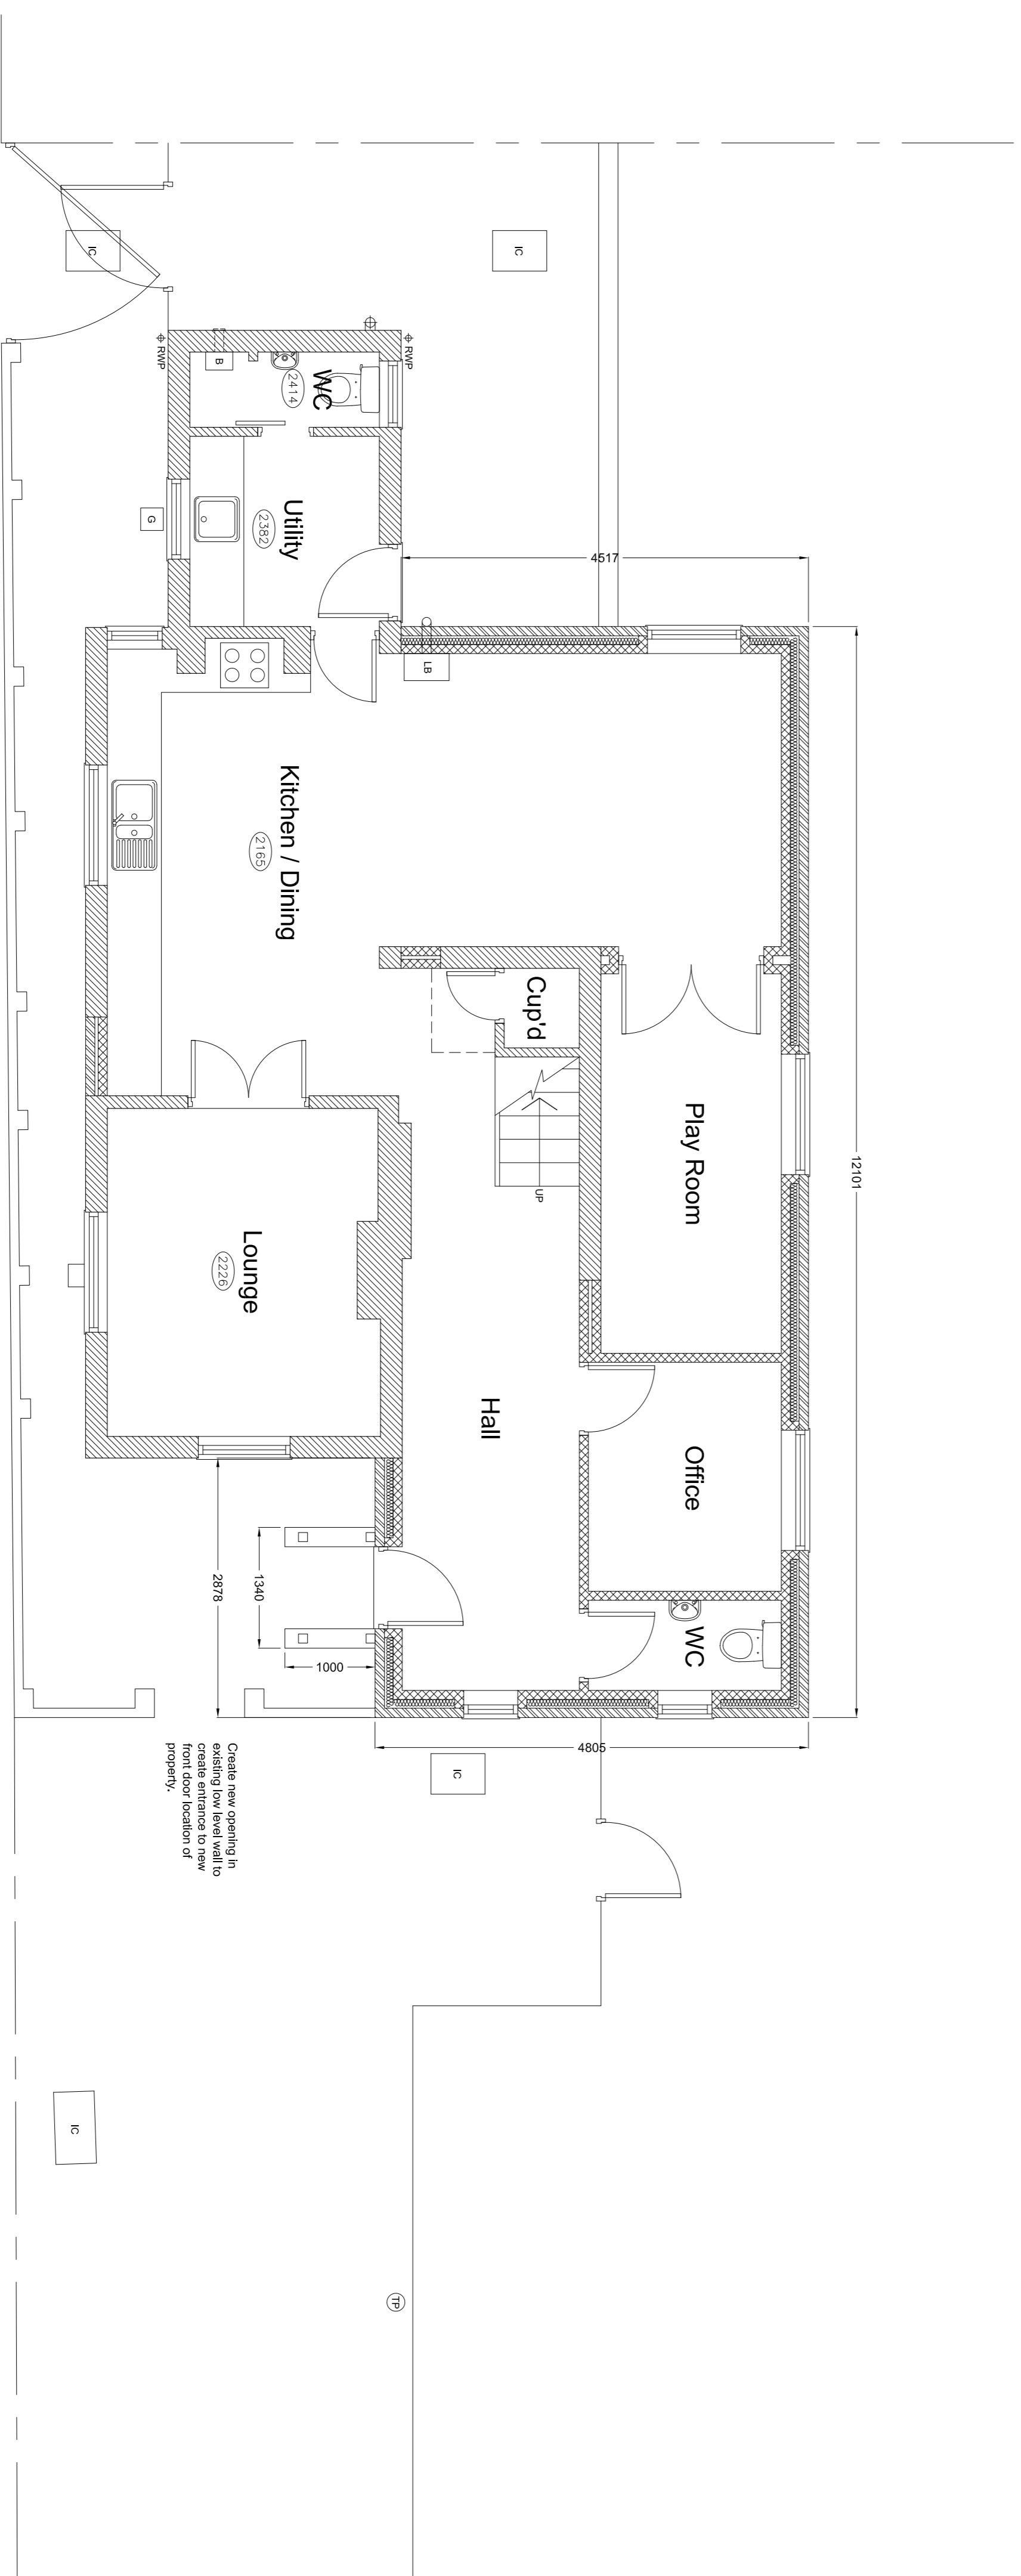 IC
IC
RWP
RWP
B
WC
2414
G
Utility
2382
4517
LB
Kitchen / Dining
2165
Cup'd
UP
Play Room
12101
Lounge
2226
Hall
Office
WC
1340
2878
1000
4805
IC
Create new opening in
existing low level wall to
create entrance to new
front door location of
property.
IC
TP